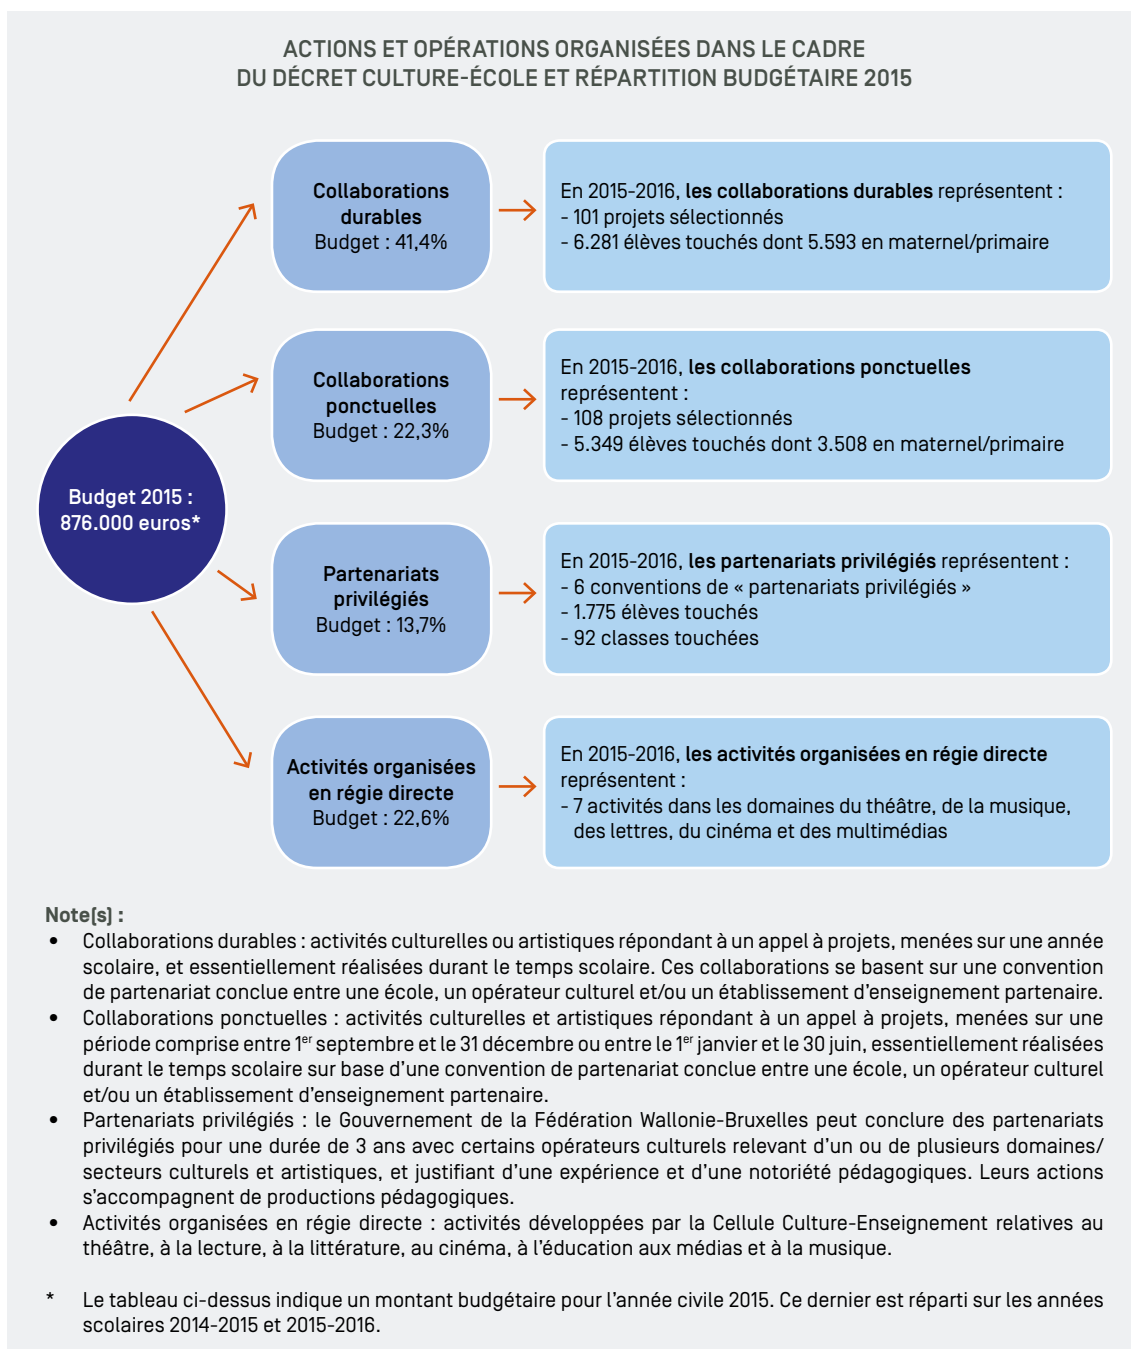 ACTIONS ET OPÉRATIONS ORGANISÉES DANS LE CADRE
DU DÉCRET CULTURE-ÉCOLE ET RÉPARTITION BUDGÉTAIRE 2015
Budget 2015 :
876.000 euros*
Collaborations
durables
Budget : 41,4%
En 2015-2016, les collaborations durables représentent :
- 101 projets sélectionnés
- 6.281 élèves touchés dont 5.593 en maternel/primaire
Collaborations
ponctuelles
Budget : 22,3%
En 2015-2016, les collaborations ponctuelles
représentent :
- 108 projets sélectionnés
- 5.349 élèves touchés dont 3.508 en maternel/primaire
Partenariats
privilégiés
Budget : 13,7%
En 2015-2016, les partenariats privilégiés représentent :
- 6 conventions de « partenariats privilégiés »
- 1.775 élèves touchés
- 92 classes touchées
Activités organisées
en régie directe
Budget : 22,6%
En 2015-2016, les activités organisées en régie directe
représentent :
- 7 activités dans les domaines du théâtre, de la musique,
des lettres, du cinéma et des multimédias
Note(s) :
• Collaborations durables : activités culturelles ou artistiques répondant à un appel à projets, menées sur une année
scolaire, et essentiellement réalisées durant le temps scolaire. Ces collaborations se basent sur une convention
de partenariat conclue entre une école, un opérateur culturel et/ou un établissement d'enseignement partenaire.
• Collaborations ponctuelles : activités culturelles et artistiques répondant à un appel à projets, menées sur une
période comprise entre 1er septembre et le 31 décembre ou entre le 1er janvier et le 30 juin, essentiellement réalisées
durant le temps scolaire sur base d'une convention de partenariat conclue entre une école, un opérateur culturel
et/ou un établissement d'enseignement partenaire.
• Partenariats privilégiés : le Gouvernement de la Fédération Wallonie-Bruxelles peut conclure des partenariats
privilégiés pour une durée de 3 ans avec certains opérateurs culturels relevant d'un ou de plusieurs domaines/
secteurs culturels et artistiques, et justifiant d'une expérience et d'une notoriété pédagogiques. Leurs actions
s'accompagnent de productions pédagogiques.
• Activités organisées en régie directe : activités développées par la Cellule Culture-Enseignement relatives au
théâtre, à la lecture, à la littérature, au cinéma, à l'éducation aux médias et à la musique.
* Le tableau ci-dessus indique un montant budgétaire pour l'année civile 2015. Ce dernier est réparti sur les années
scolaires 2014-2015 et 2015-2016.